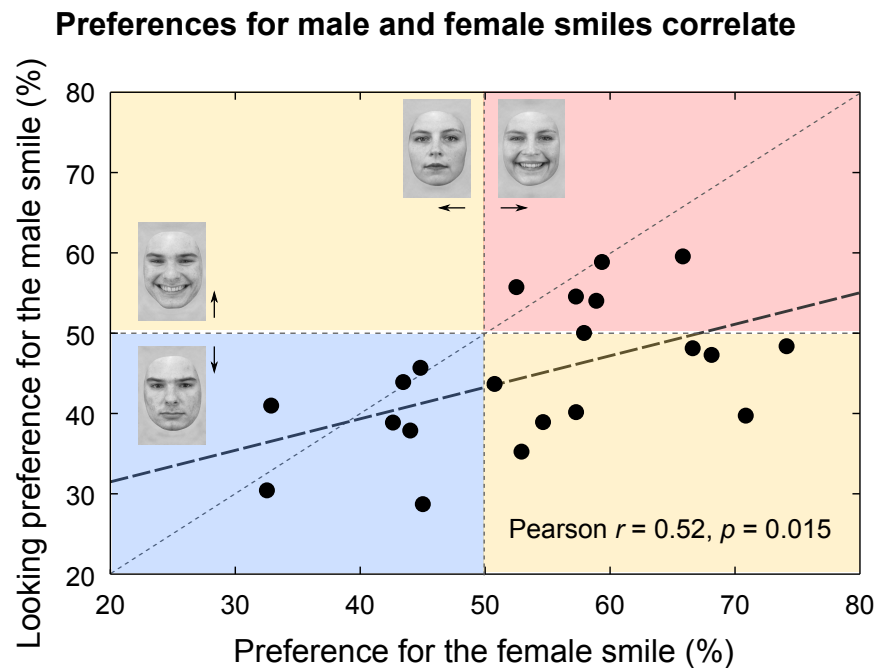 Preferences for male and female smiles correlate
Looking preference for the male smile (%)
80
70
60
50
40
30
20
Pearson r = 0.52, p = 0.015
20 30 40 50 60 70 80
Preference for the female smile (%)